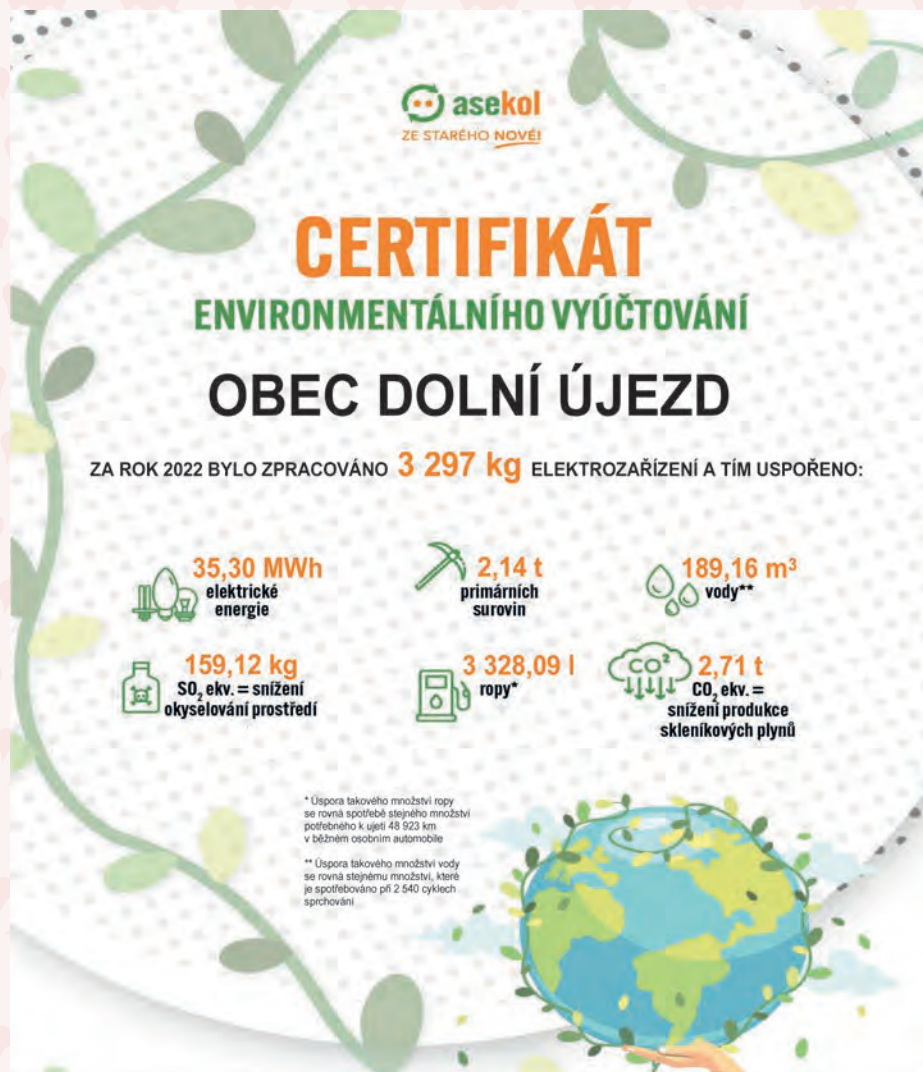 asekol
ZE STARÉHO NOVÉ!
CERTIFIKÁT
ENVIRONMENTÁLNÍHO VYÚČTOVÁNÍ
OBEC DOLNÍ ÚJEZD
ZA ROK 2022 BYLO ZPRACOVÁNO 3 297 kg ELEKTROZAŘÍZENÍ A TÍM USPOŘENO:
35,30 MWh
elektrické
energie
2,14 t
primárních
surovin
189,16 m³
vody**
159,12 kg
SO₂ ekv. = snížení
okyselování prostředí
3 328,09 l
ropy*
CO²
2,71 t
CO₂ ekv. =
snížení produkce
skleníkových plynů
* Úspora takového množství ropy
se rovná spotřebě stejného množství
potřebného k ujetí 48 923 km
v běžném osobním automobile
** Úspora takového množství vody
se rovná stejnému množství, které
je spotřebováno při 2 540 cyklech
sprchování